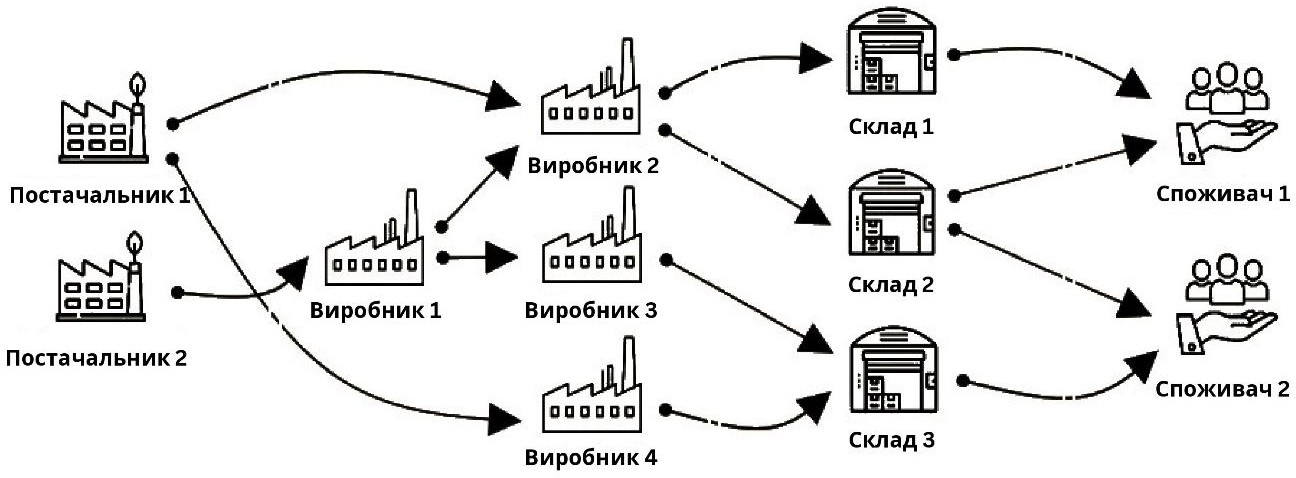 Склад 1
Виробник 2
Постачальник 1
Споживач 1
Склад 2
Виробник 1
Виробник 3
Постачальник 2
Споживач 2
Склад 3
Виробник 4